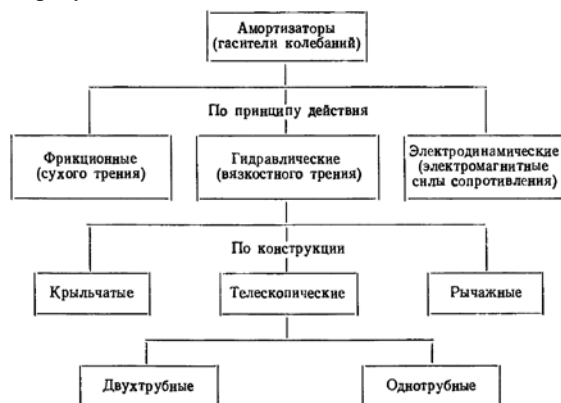 Амортизаторы
(гасители колебаний)
По принципу действия
Фрикционные
(сухого трения)
Гидравлические
(вязкостного трения)
Электродинамические
(электромагнитные
силы сопротивления)
По конструкции
Крыльчатые
Телескопические
Рычажные
Двухтрубные
Однотрубные